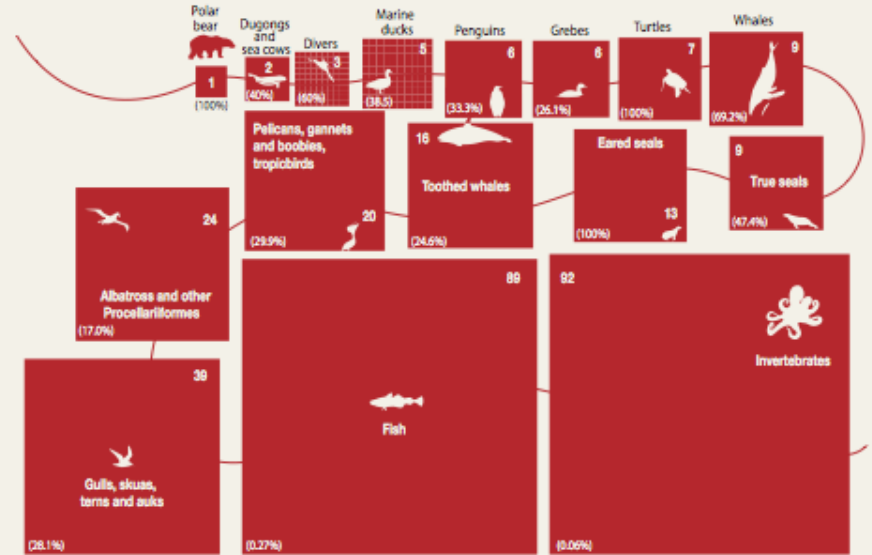 Polar
bear
1
(100%)
Dugongs
and
sea cows
2
(40%)
Divers
3
(60%)
Marine
ducks
5
(38.5)
Penguins
6
(33.3%)
Grebes
6
(26.1%)
Turtles
7
(100%)
Whales
9
(69.2%)
9
True seals
(47.4%)
Eared seals
13
(100%)
16
Toothed whales
(24.6%)
Pelicans, gannets
and boobies,
tropicbirds
20
(29.9%)
24
Albatross and other
Procellariiformes
(17.0%)
39
Gulls, skuas,
terns and auks
(28.1%)
89
Fish
(0.27%)
92
Invertebrates
(0.06%)